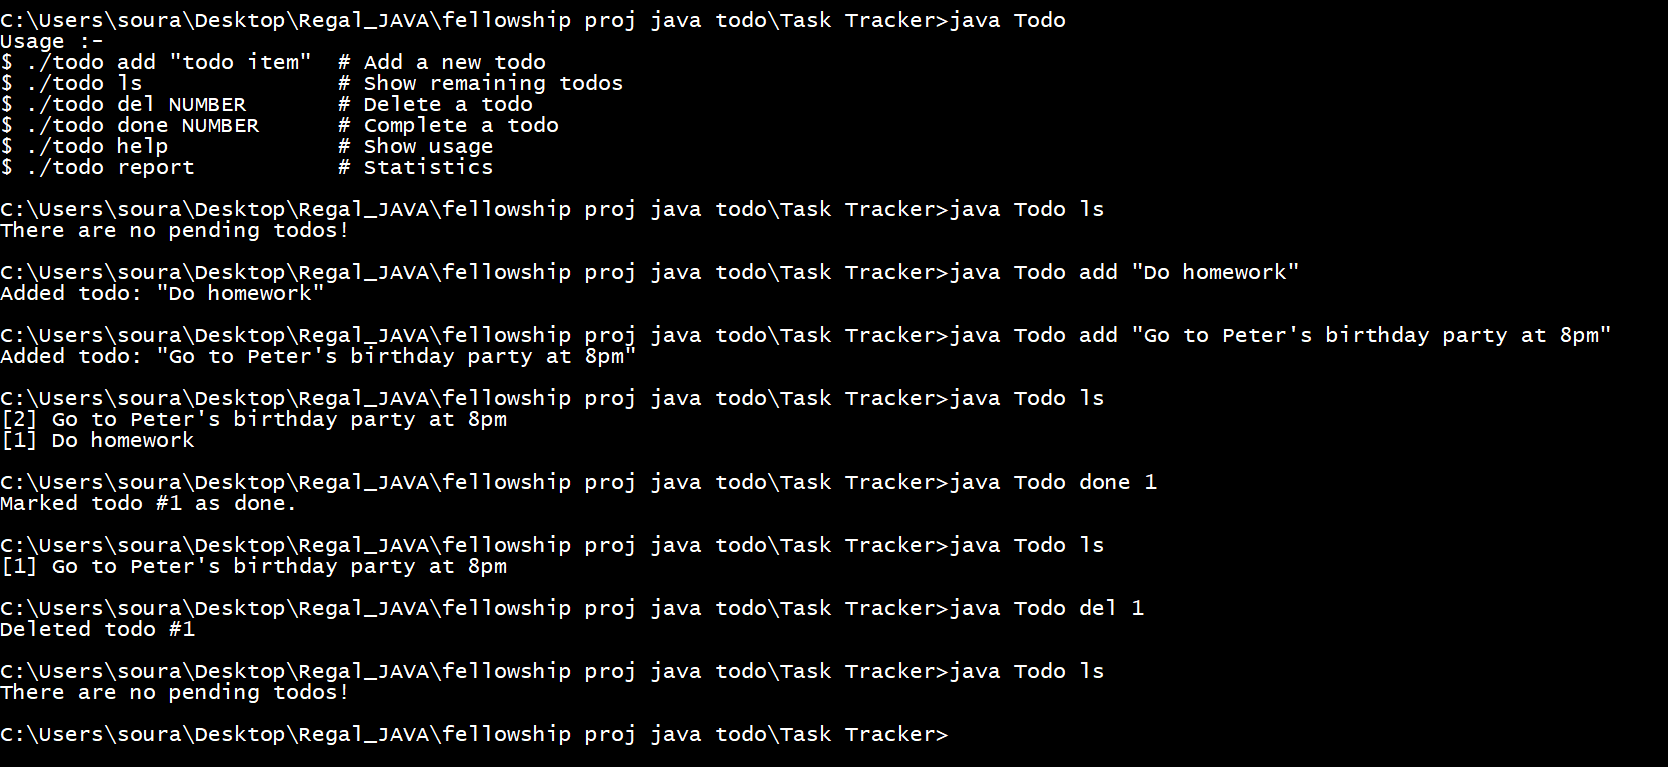 C:\Users\soura\Desktop\Regal_JAVA\fellowship proj java todo\Task Tracker>java Todo
Usage :-
$ ./todo add "todo item"  # Add a new todo
$ ./todo ls               # Show remaining todos
$ ./todo del NUMBER       # Delete a todo
$ ./todo done NUMBER      # Complete a todo
$ ./todo help             # Show usage
$ ./todo report           # Statistics

C:\Users\soura\Desktop\Regal_JAVA\fellowship proj java todo\Task Tracker>java Todo ls
There are no pending todos!

C:\Users\soura\Desktop\Regal_JAVA\fellowship proj java todo\Task Tracker>java Todo add "Do homework"
Added todo: "Do homework"

C:\Users\soura\Desktop\Regal_JAVA\fellowship proj java todo\Task Tracker>java Todo add "Go to Peter's birthday party at 8pm"
Added todo: "Go to Peter's birthday party at 8pm"

C:\Users\soura\Desktop\Regal_JAVA\fellowship proj java todo\Task Tracker>java Todo ls
[2] Go to Peter's birthday party at 8pm
[1] Do homework

C:\Users\soura\Desktop\Regal_JAVA\fellowship proj java todo\Task Tracker>java Todo done 1
Marked todo #1 as done.

C:\Users\soura\Desktop\Regal_JAVA\fellowship proj java todo\Task Tracker>java Todo ls
[1] Go to Peter's birthday party at 8pm

C:\Users\soura\Desktop\Regal_JAVA\fellowship proj java todo\Task Tracker>java Todo del 1
Deleted todo #1

C:\Users\soura\Desktop\Regal_JAVA\fellowship proj java todo\Task Tracker>java Todo ls
There are no pending todos!

C:\Users\soura\Desktop\Regal_JAVA\fellowship proj java todo\Task Tracker>